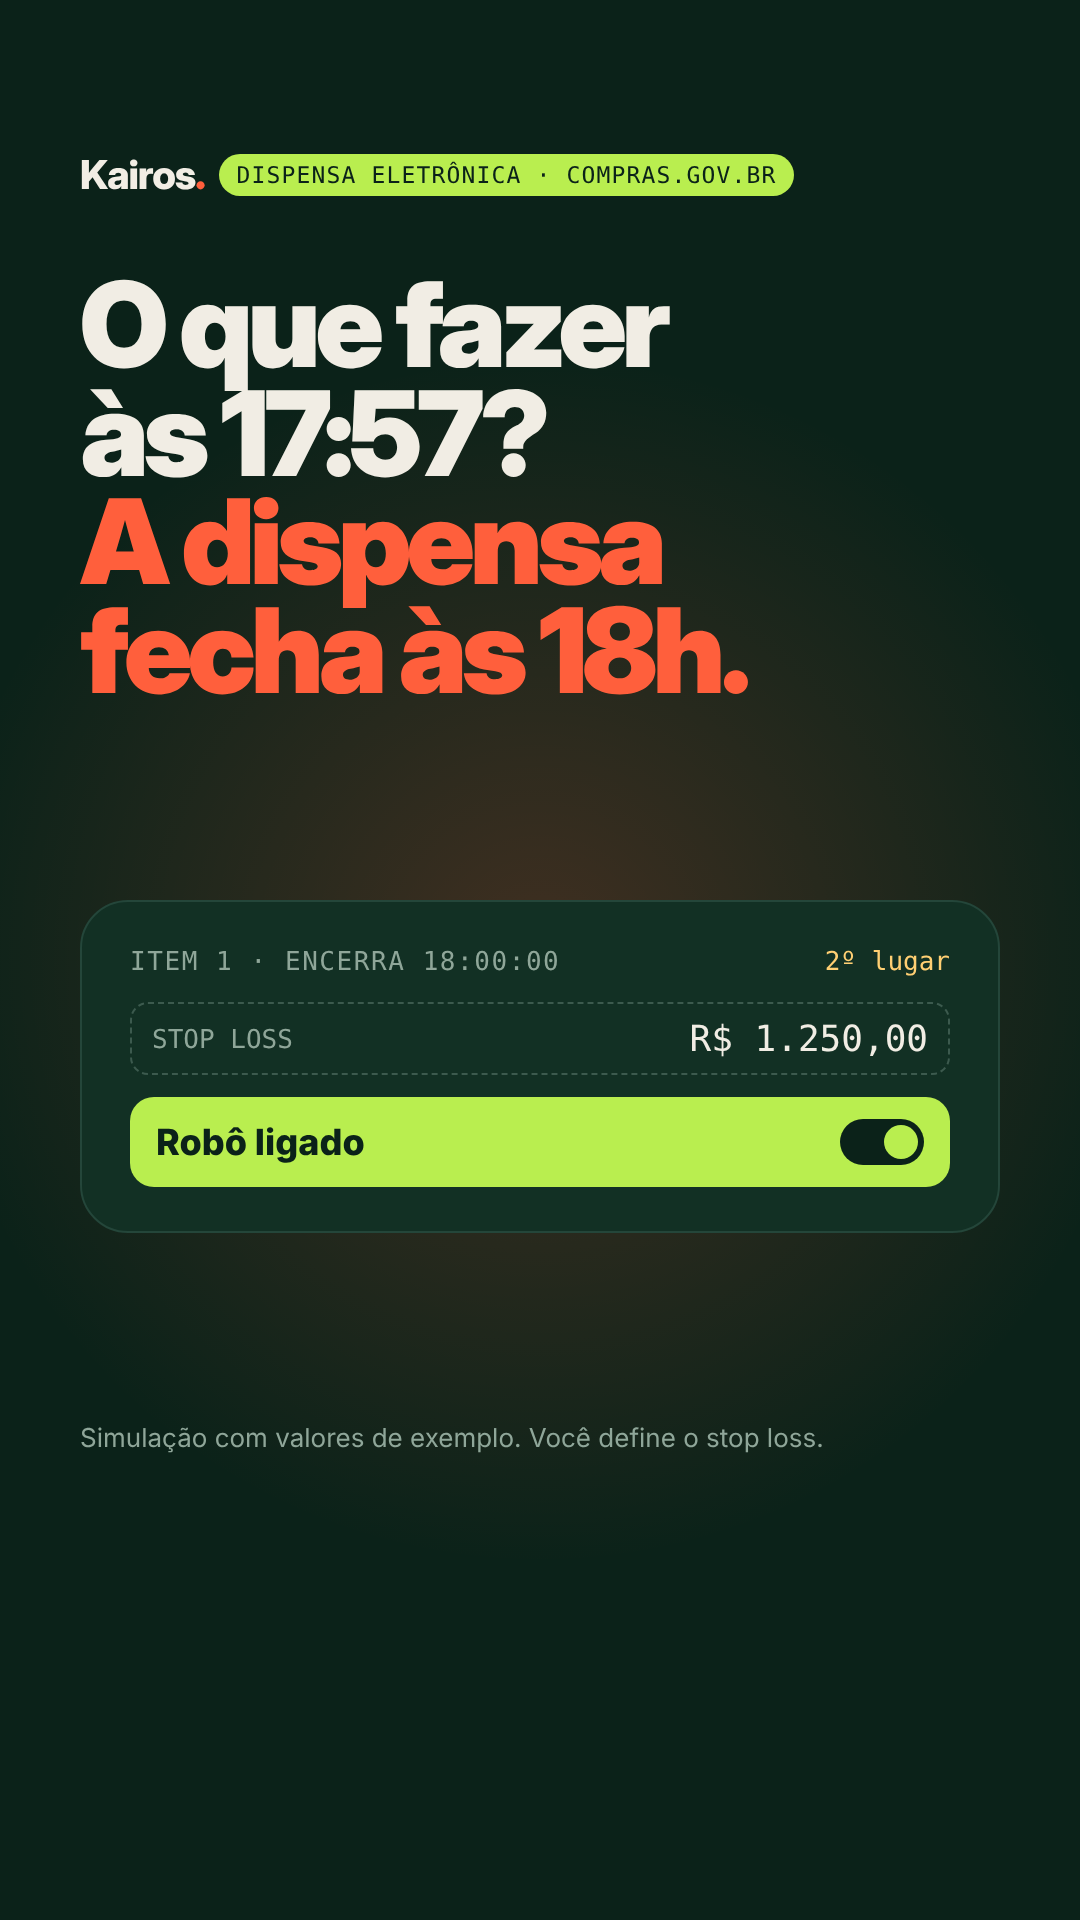 Kairos.
DISPENSA ELETRÔNICA · COMPRAS.GOV.BR
O que fazer
às 17:57?
A dispensa
fecha às 18h.
ITEM 1 · ENCERRA 18:00:00
2º lugar
STOP LOSS
R$ 1.250,00
Robô ligado
Simulação com valores de exemplo. Você define o stop loss.